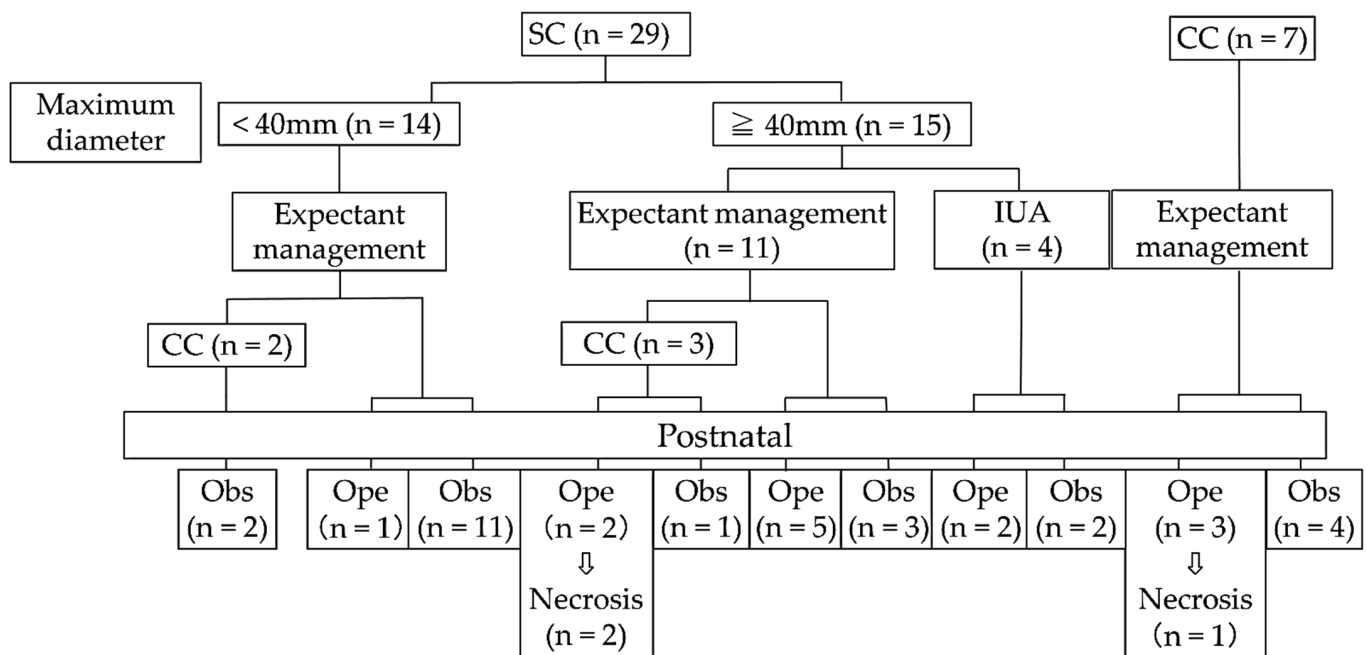 SC (n = 29)
CC (n = 7)
Maximum
diameter
< 40mm (n = 14)
≧ 40mm (n = 15)
Expectant
management
Expectant management
(n = 11)
IUA
(n = 4)
Expectant
management
CC (n = 2)
CC (n = 3)
Postnatal
Obs
(n = 2)
Ope
(n = 1)
Obs
(n = 11)
Ope
(n = 2)
⇩
Necrosis
(n = 2)
Obs
(n = 1)
Ope
(n = 5)
Obs
(n = 3)
Ope
(n = 2)
Obs
(n = 2)
Ope
(n = 3)
⇩
Necrosis
(n = 1)
Obs
(n = 4)